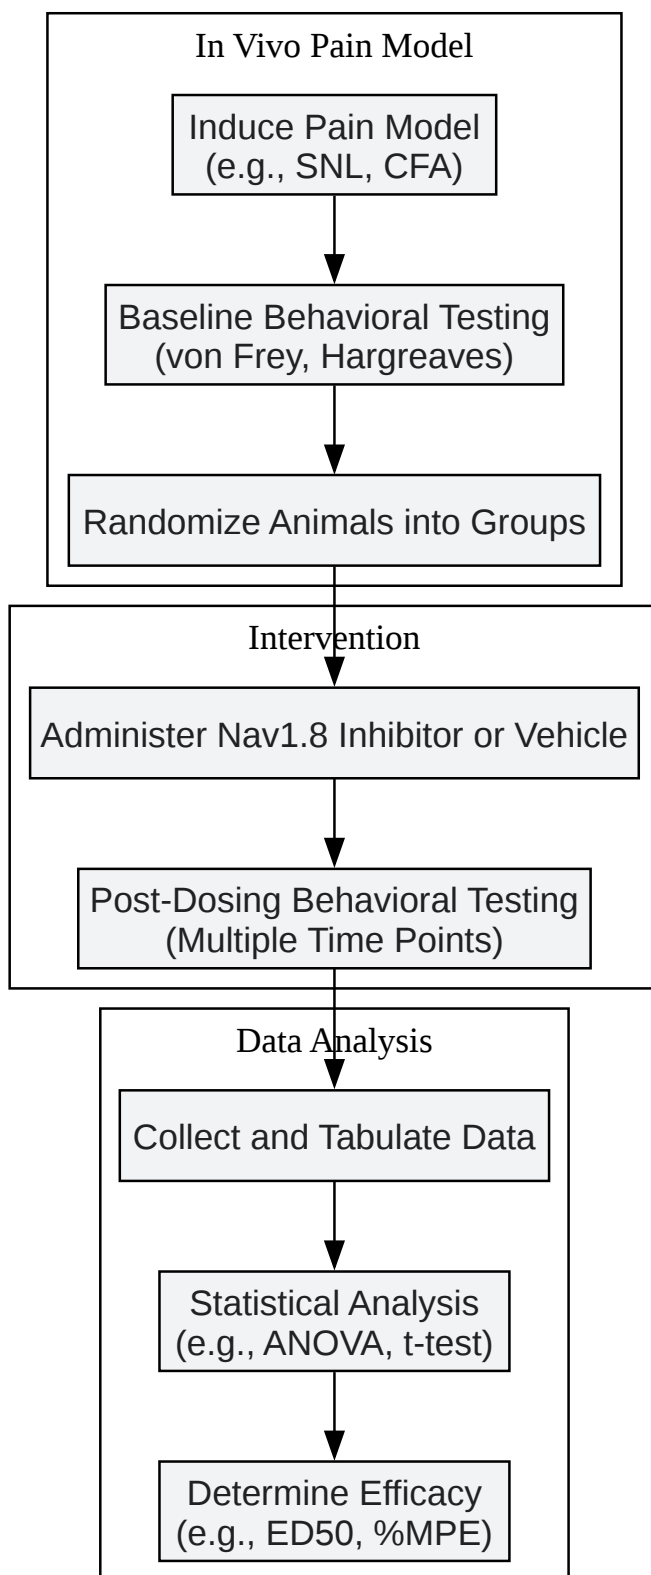 In Vivo Pain Model
Induce Pain Model
(e.g., SNL, CFA)
Baseline Behavioral Testing
(von Frey, Hargreaves)
Randomize Animals into Groups
Intervention
Administer Nav1.8 Inhibitor or Vehicle
Post-Dosing Behavioral Testing
(Multiple Time Points)
Data Analysis
Collect and Tabulate Data
Statistical Analysis
(e.g., ANOVA, t-test)
Determine Efficacy
(e.g., ED50, %MPE)